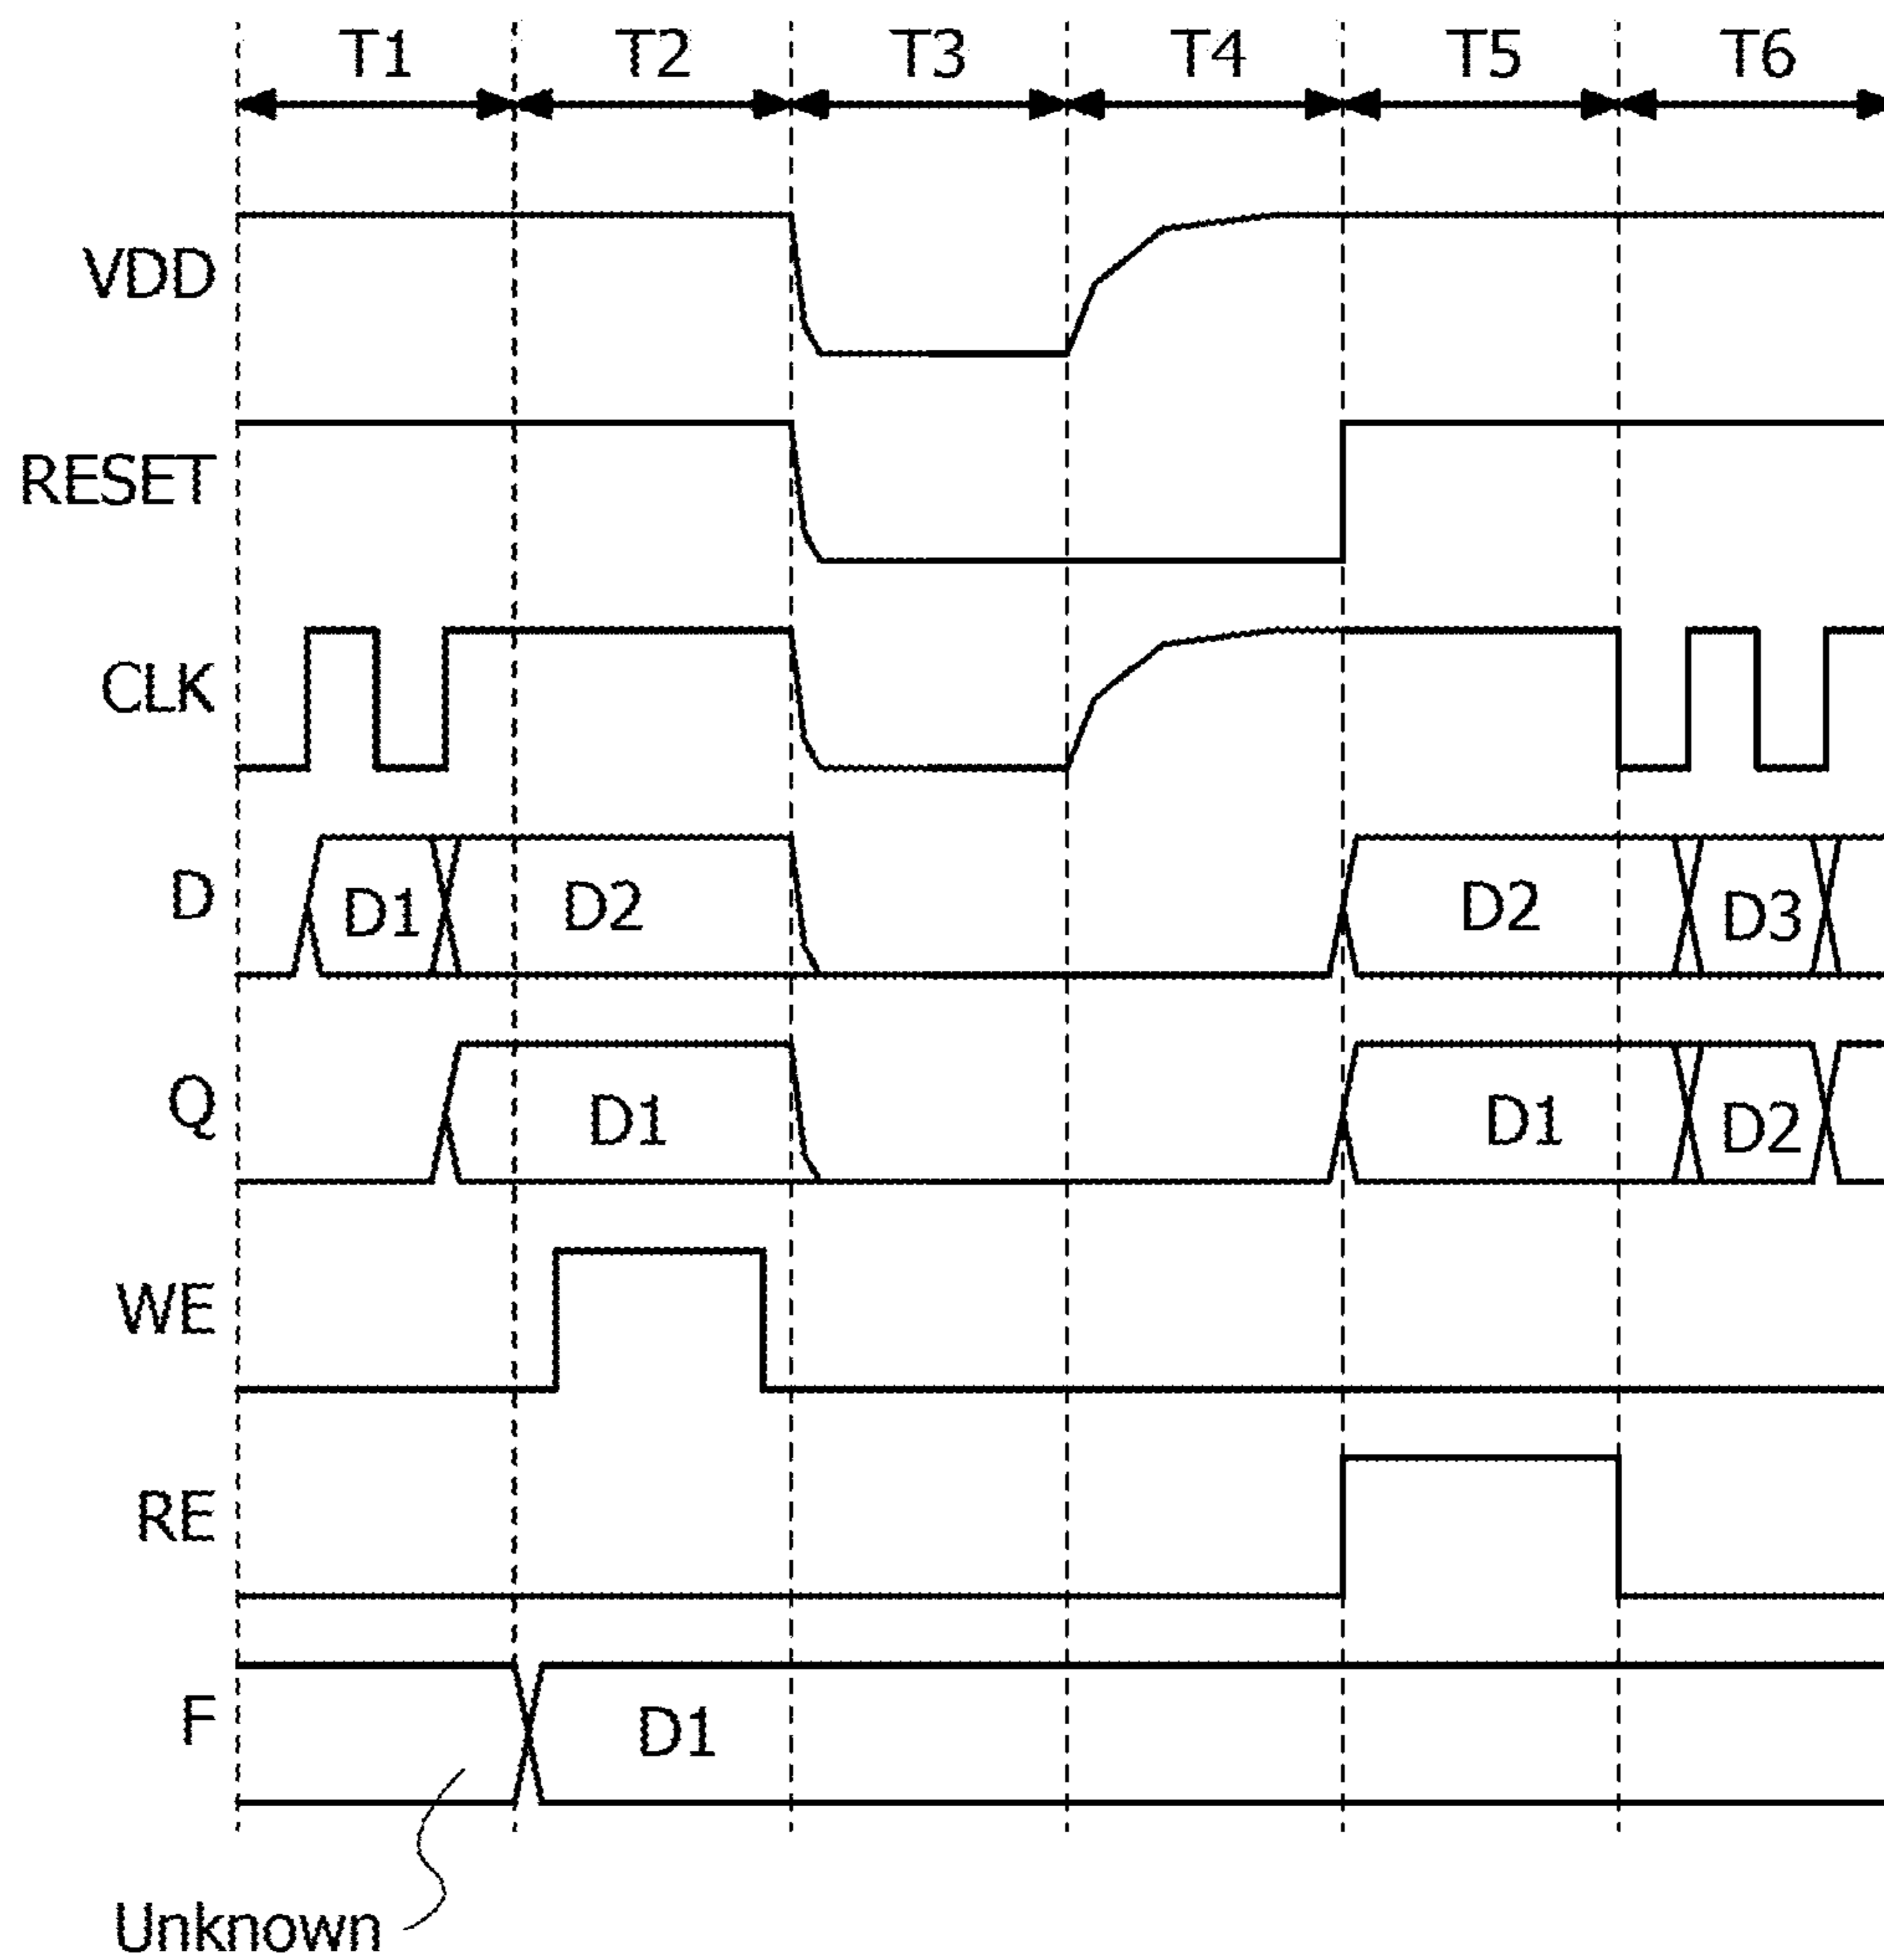 T1 T2 T3 T4 T5 T6
VDD
RESET
CLK
D D1 D2 D2 D3
Q D1 D1 D2
WE
RE
F D1
Unknown